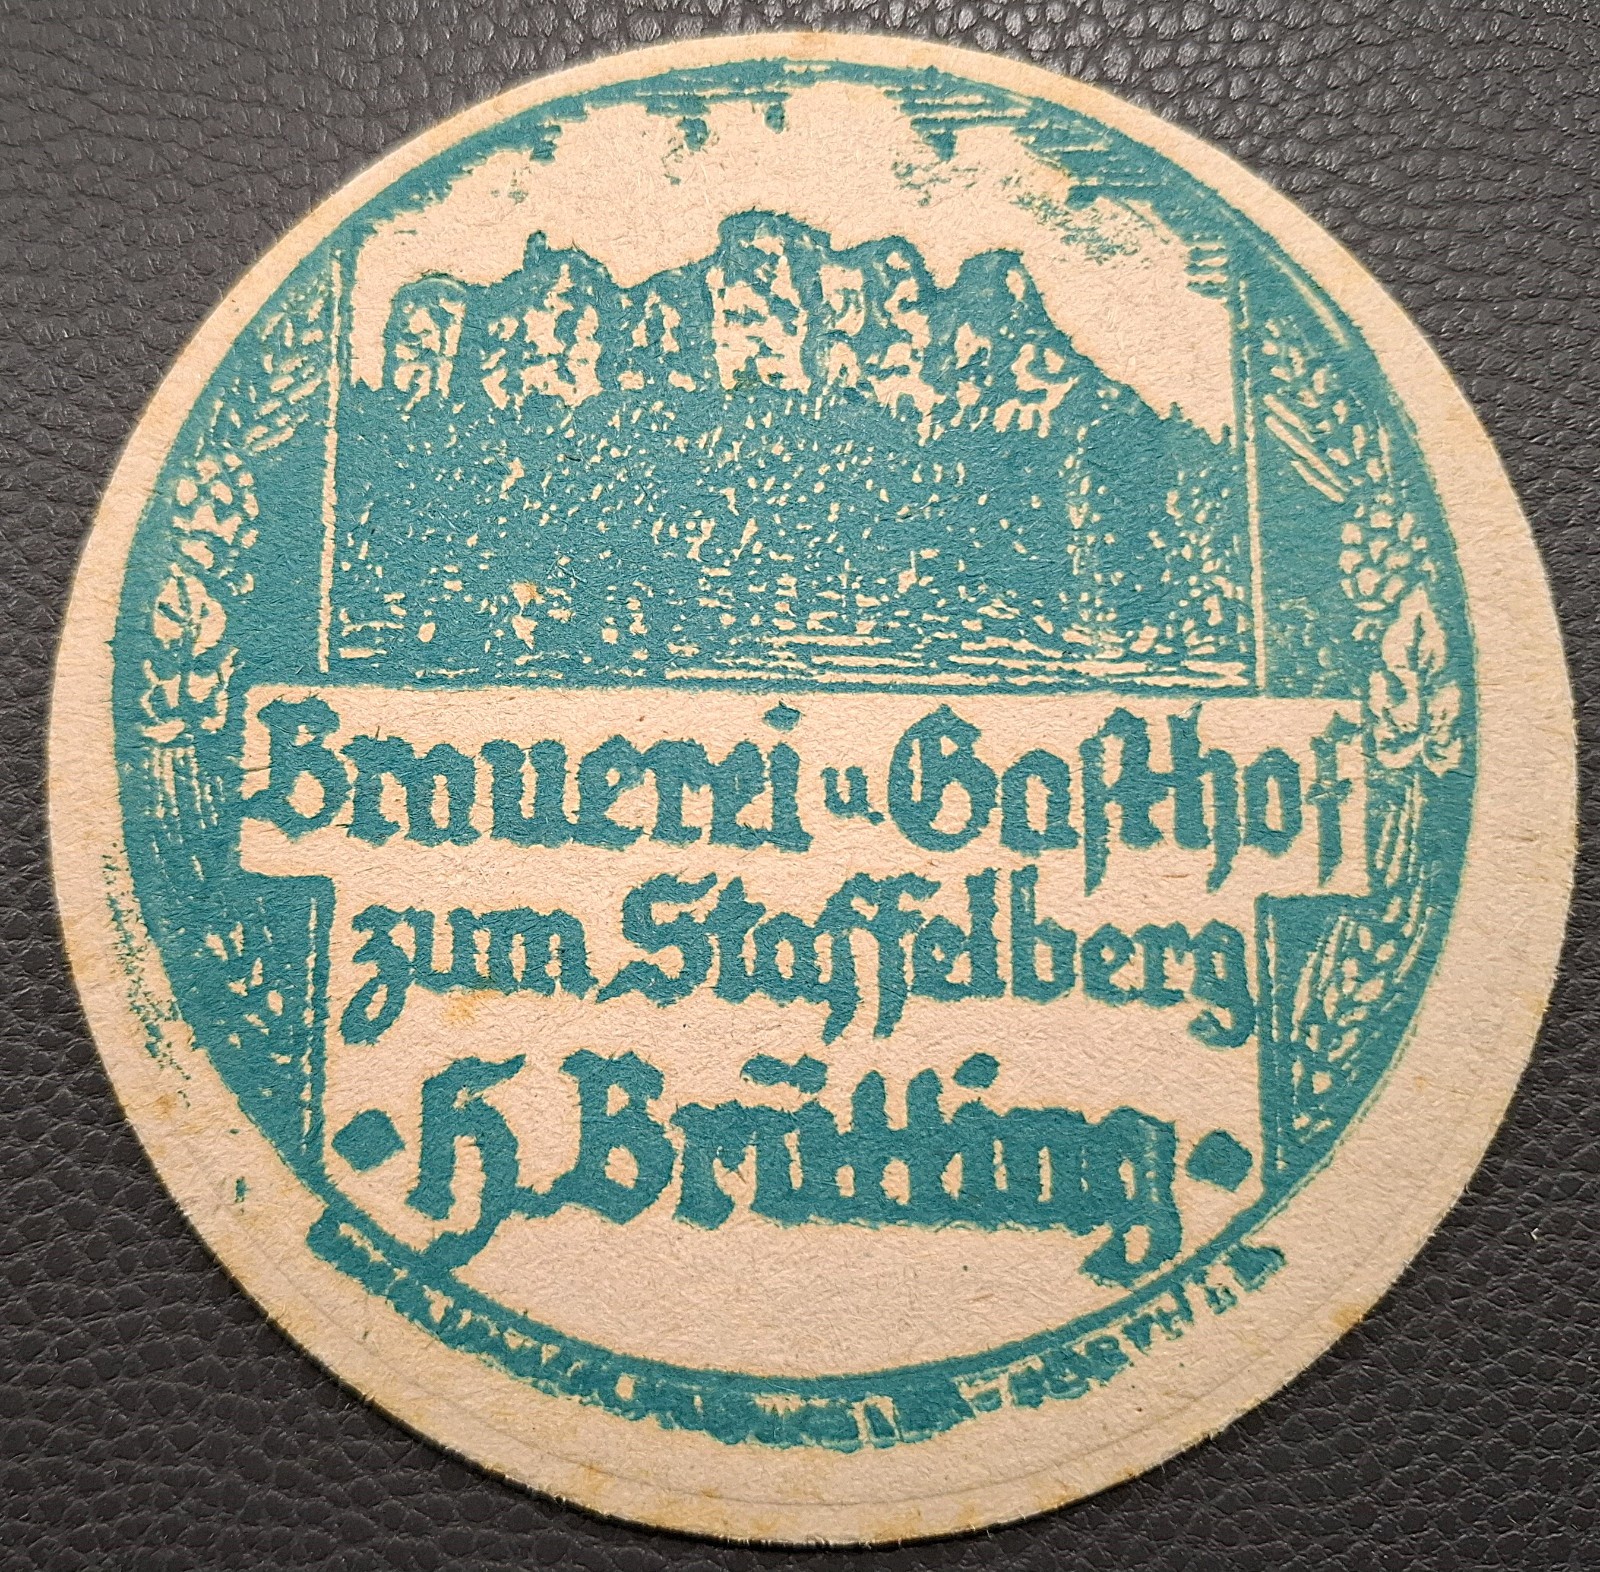 Brauerei u. Gasthof
zum Staffelberg
H. Brütting